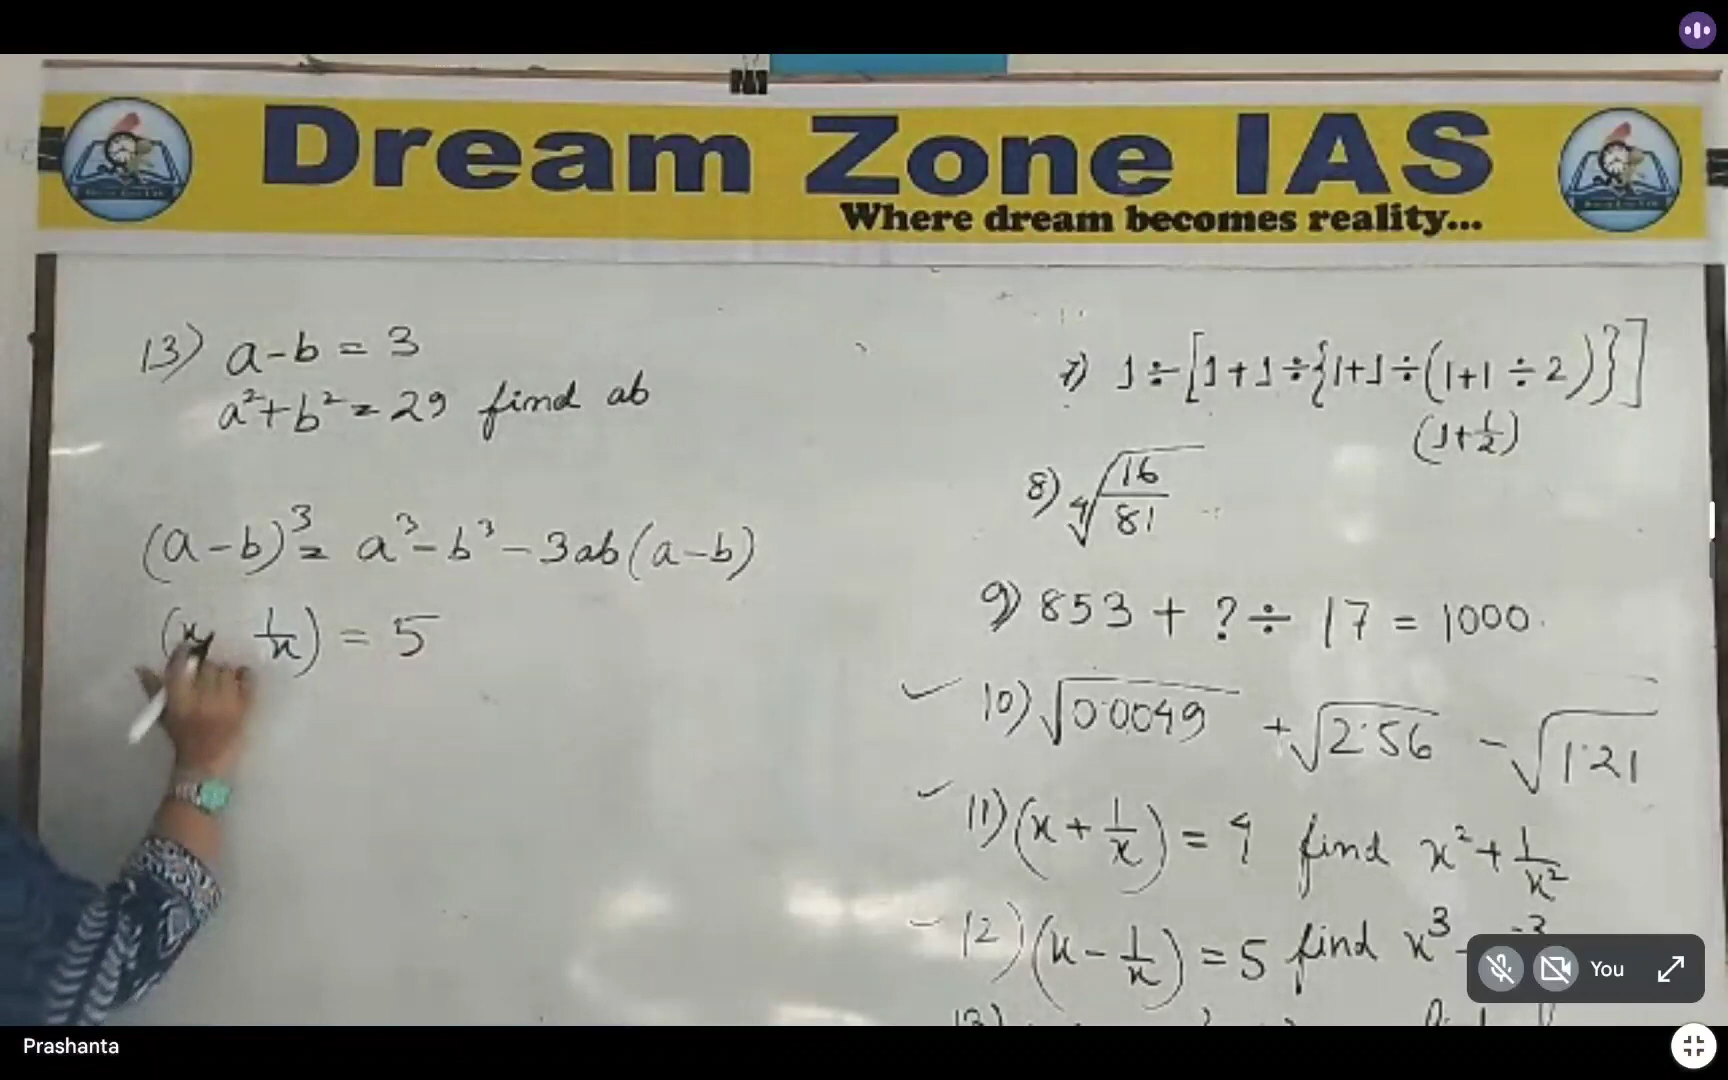 Dream Zone IAS
Where dream becomes reality...
13) a-b = 3
a²+b² = 29 find ab
(a-b)³ = a³-b³-3ab(a-b)
(x 1/x) = 5
7) 1÷[1+1÷{1+1÷(1+1÷2)}]
(1+1/2)
8) ⁴√(16/81)
9) 853 + ? ÷ 17 = 1000
✓ 10) √0.0049 + √2.56 - √1.21
✓ 11) (x + 1/x) = 4 find x² + 1/x²
12) (x - 1/x) = 5 find x³ -
13)
You
Prashanta